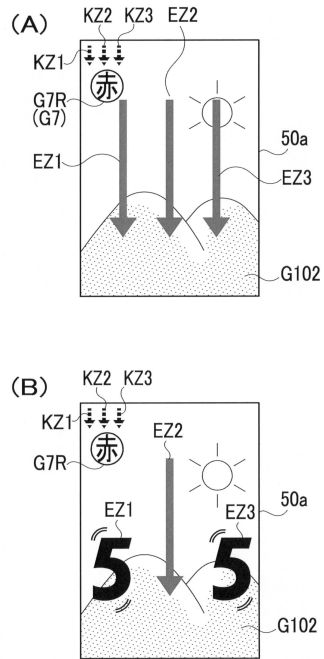 (A)
KZ2
EZ2
KZ3
KZ1
赤
G7R
(G7)
50a
EZ1
EZ3
G102
(B)
KZ2 KZ3
KZ1
EZ2
赤
G7R
EZ1
EZ3
50a
5
5
G102